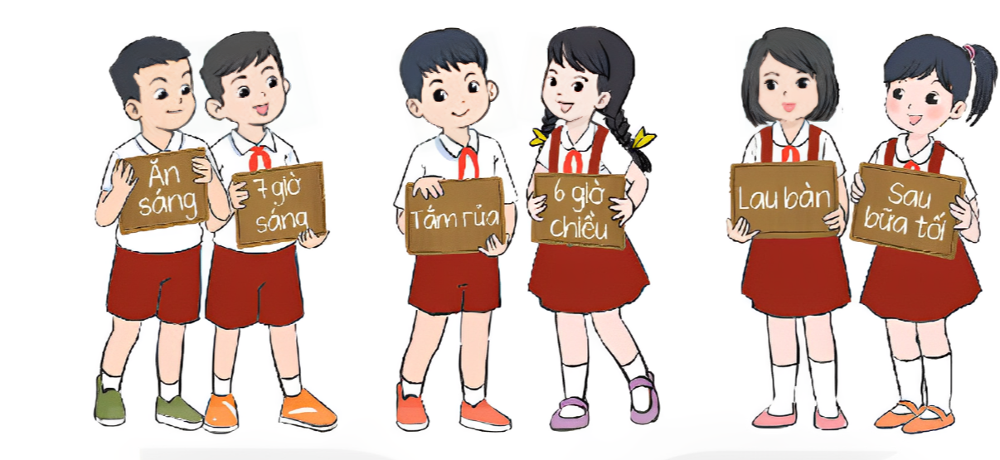 Ăn
sáng
7 giờ
sáng
Tắm rửa
6 giờ
chiều
Lau bàn
Sau
bữa tối